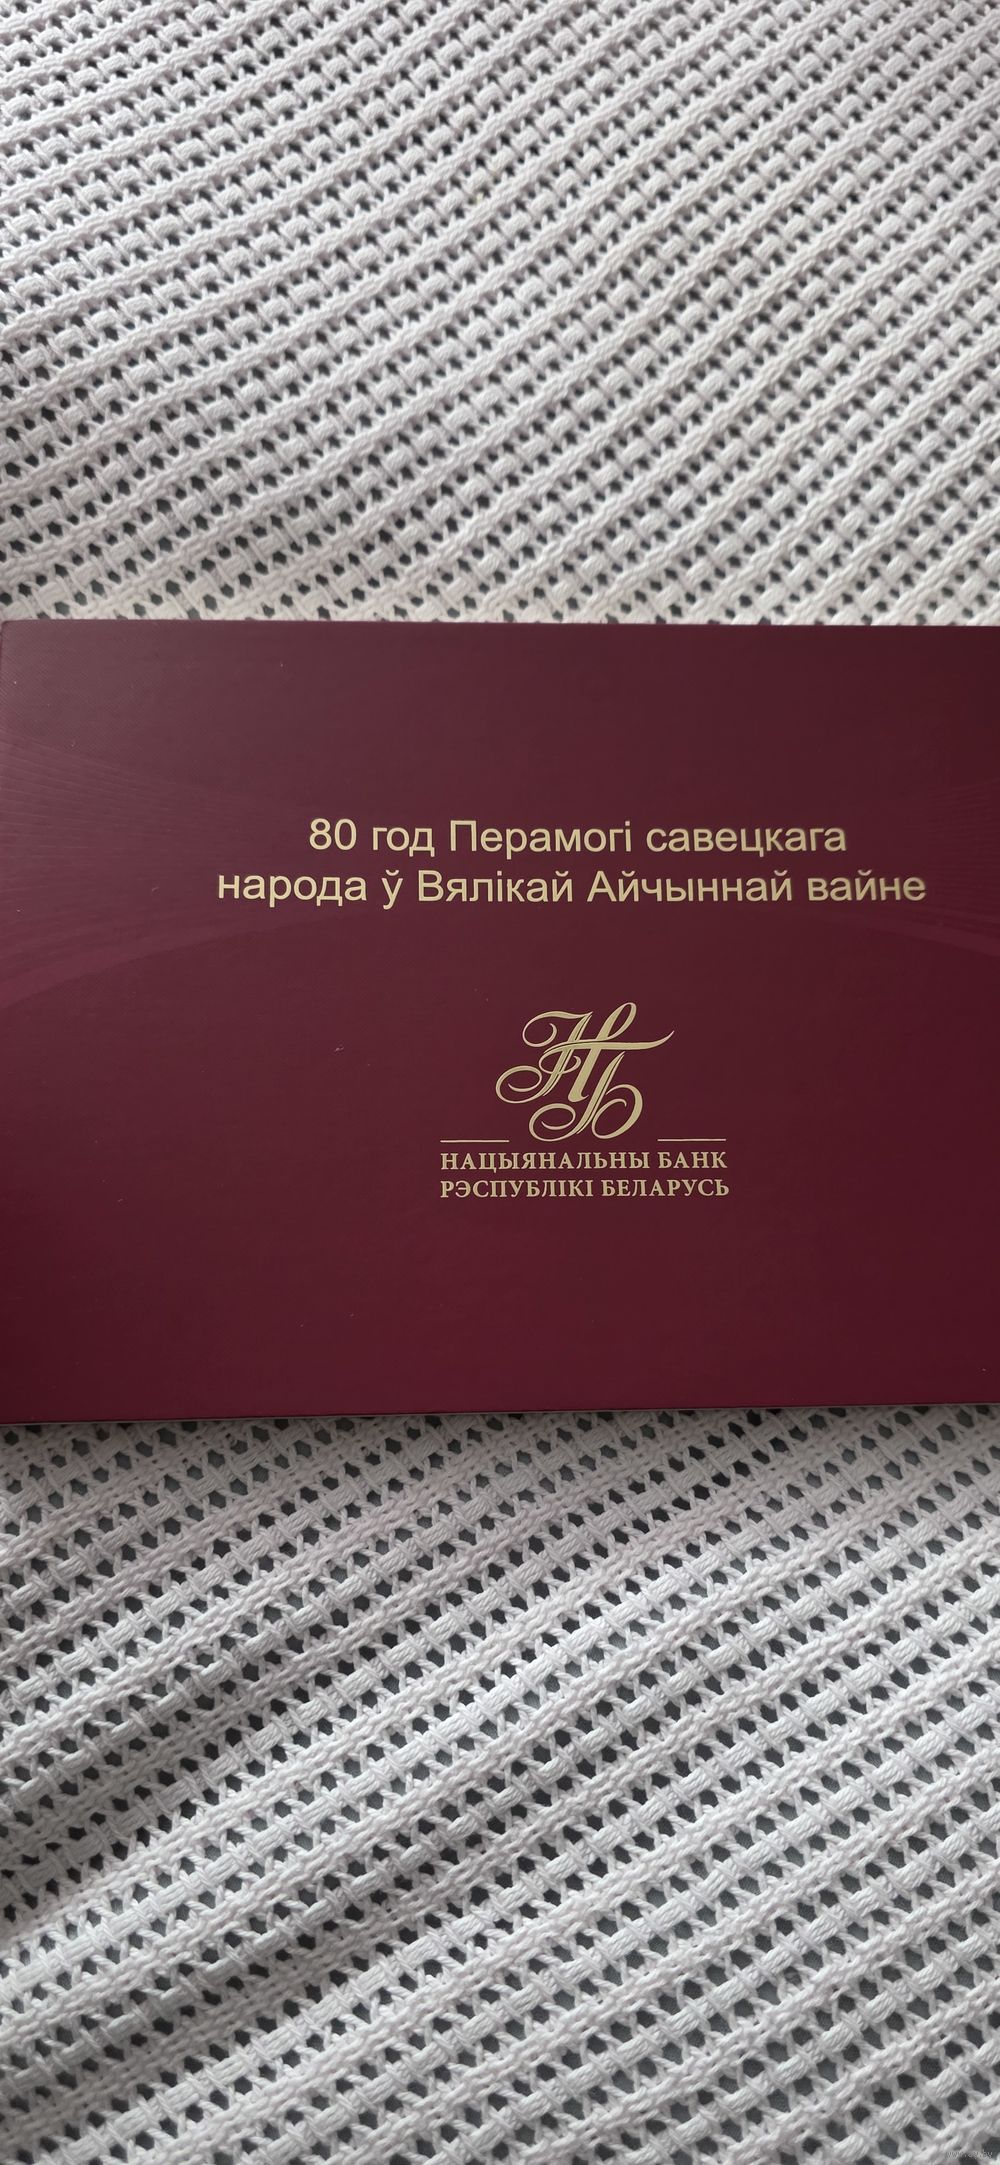 80 год Перамогі савецкага
народа ў Вялікай Айчыннай вайне
НБ
НАЦЫЯНАЛЬНЫ БАНК
РЭСПУБЛІКІ БЕЛАРУСЬ